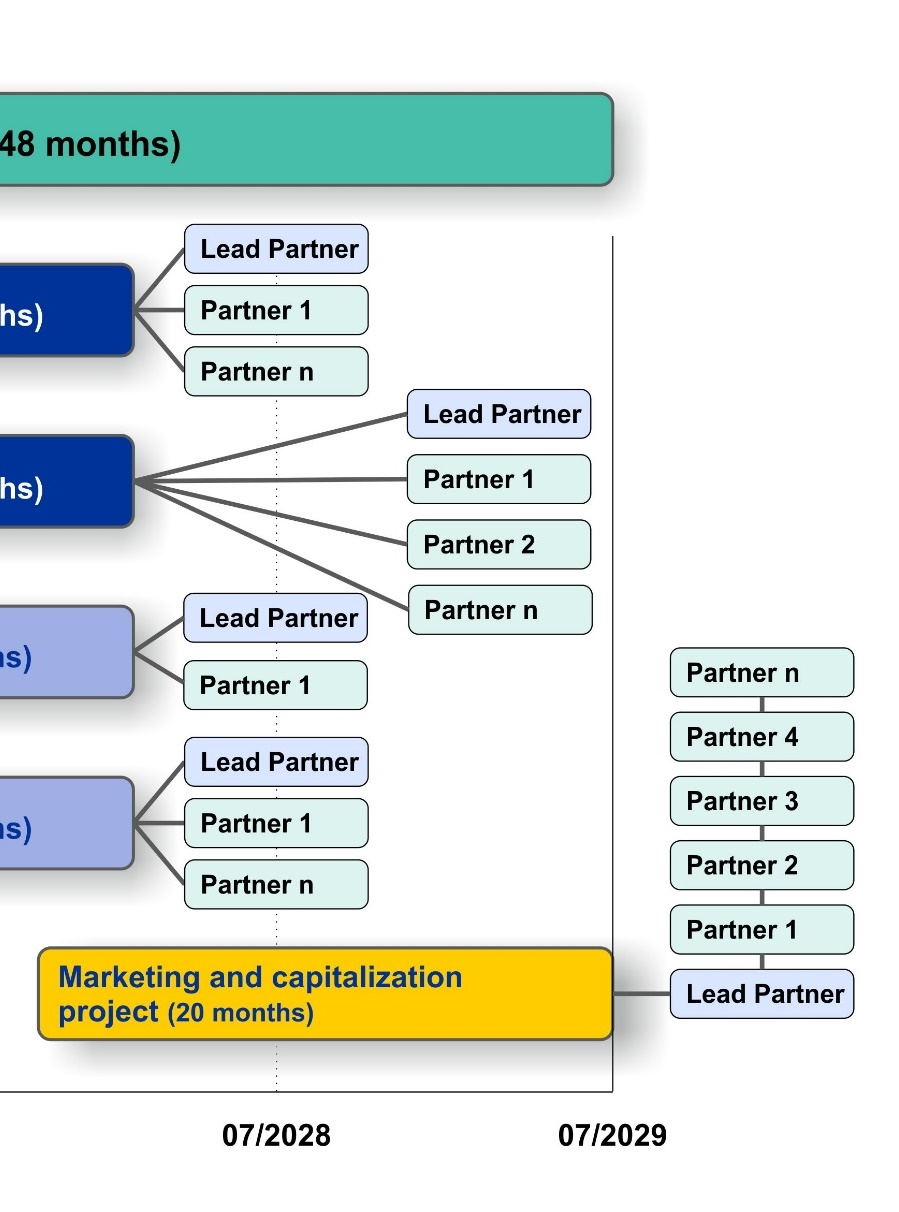 48 months)
Lead Partner
hs)
Partner 1
Partner n
Lead Partner
hs)
Partner 1
Partner 2
Partner n
Lead Partner
s)
Partner 1
Lead Partner
s)
Partner 1
Partner n
Partner n
Partner 4
Partner 3
Partner 2
Partner 1
Lead Partner
Marketing and capitalization
project (20 months)
07/2028
07/2029